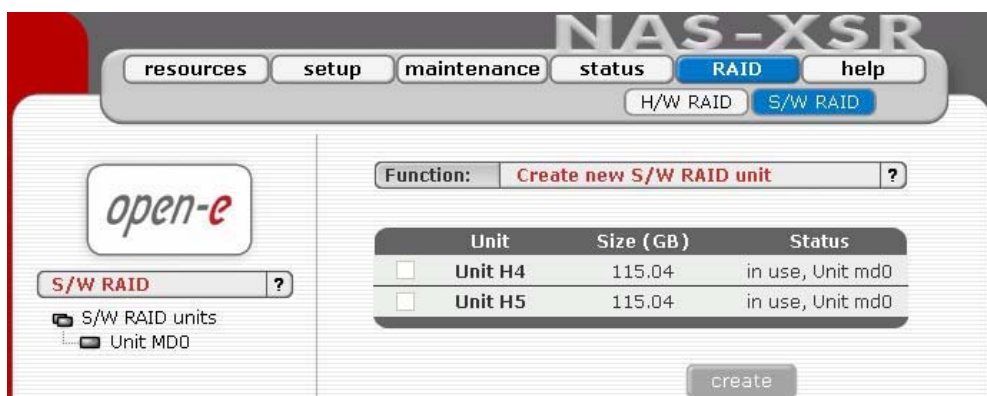 NAS-XSR
resources setup maintenance status RAID help
H/W RAID S/W RAID
open-e
S/W RAID ?
S/W RAID units
Unit MD0
Function: Create new S/W RAID unit ?
Unit Size (GB) Status
Unit H4 115.04 in use, Unit md0
Unit H5 115.04 in use, Unit md0
create